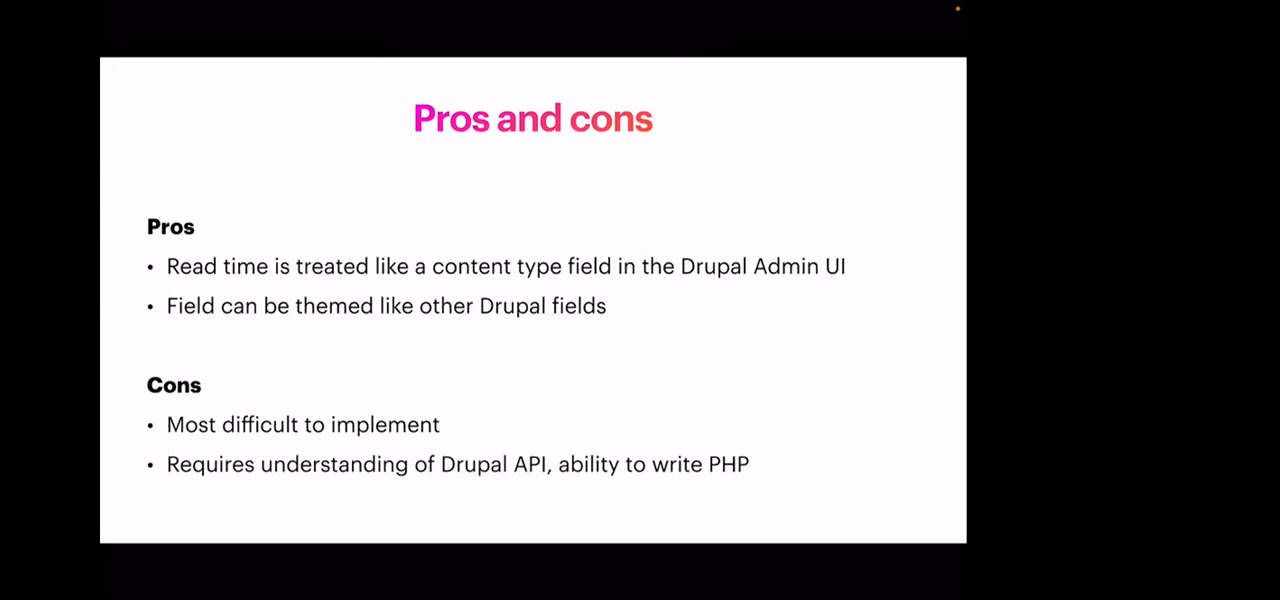 Pros and cons
Pros
• Read time is treated like a content type field in the Drupal Admin UI
• Field can be themed like other Drupal fields
Cons
• Most difficult to implement
• Requires understanding of Drupal API, ability to write PHP